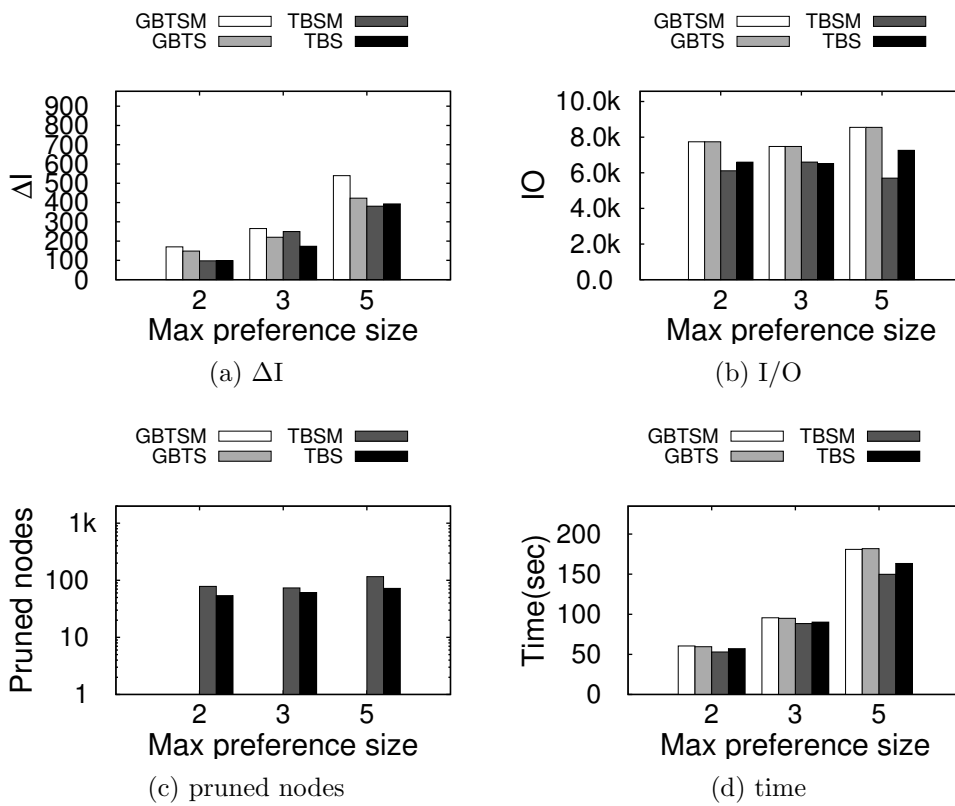 GBTSM TBSM
GBTS TBS
900
800
700
600
500
400
300
200
100
0
ΔI
2 3 5
Max preference size
(a) ΔI
GBTSM TBSM
GBTS TBS
10.0k
8.0k
6.0k
4.0k
2.0k
0.0
IO
2 3 5
Max preference size
(b) I/O
GBTSM TBSM
GBTS TBS
1k
100
10
1
Pruned nodes
2 3 5
Max preference size
(c) pruned nodes
GBTSM TBSM
GBTS TBS
200
150
100
50
0
Time(sec)
2 3 5
Max preference size
(d) time